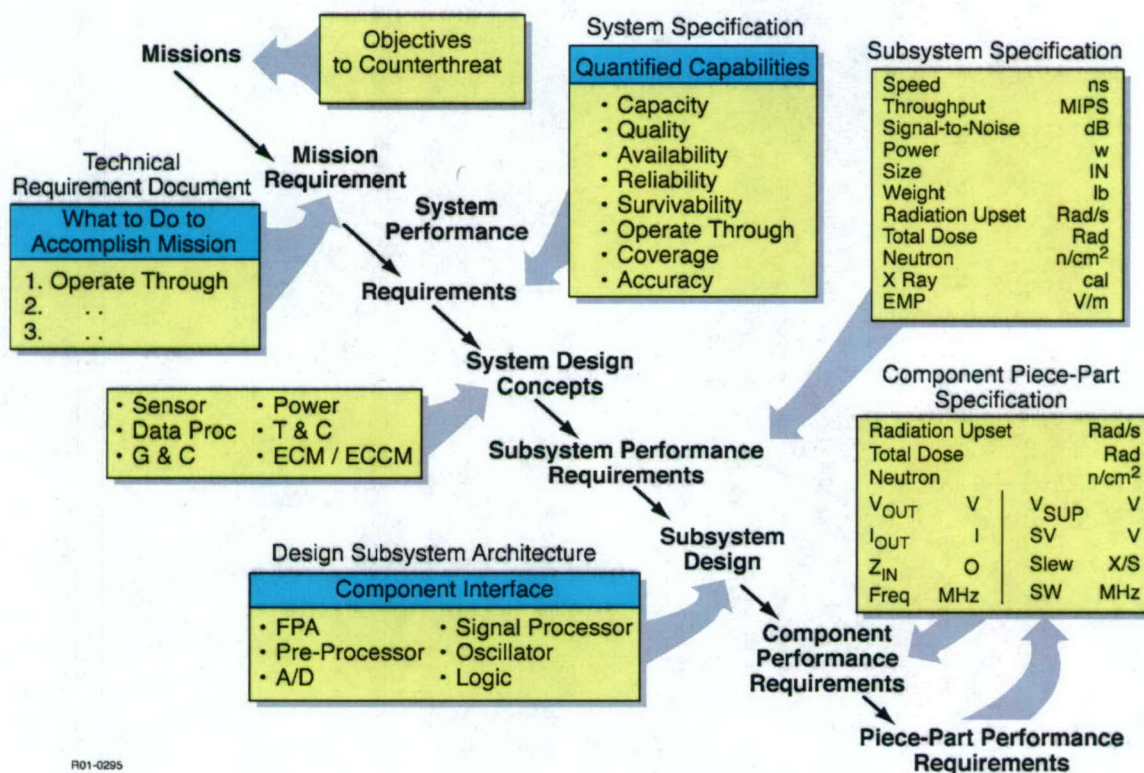 Missions
Objectives
to Counterthreat
System Specification
Quantified Capabilities
• Capacity
• Quality
• Availability
• Reliability
• Survivability
• Operate Through
• Coverage
• Accuracy
Subsystem Specification
Speed ns
Throughput MIPS
Signal-to-Noise dB
Power w
Size IN
Weight lb
Radiation Upset Rad/s
Total Dose Rad
Neutron n/cm²
X Ray cal
EMP V/m
Mission
Requirement
Technical
Requirement Document
What to Do to
Accomplish Mission
1. Operate Through
2. . .
3. . .
System
Performance
Requirements
System Design
Concepts
• Sensor • Power
• Data Proc • T & C
• G & C • ECM / ECCM
Subsystem Performance
Requirements
Component Piece-Part
Specification
Radiation Upset Rad/s
Total Dose Rad
Neutron n/cm²
V_OUT V V_SUP V
I_OUT I SV V
Z_IN O Slew X/S
Freq MHz SW MHz
Subsystem
Design
Design Subsystem Architecture
Component Interface
• FPA • Signal Processor
• Pre-Processor • Oscillator
• A/D • Logic
Component
Performance
Requirements
Piece-Part Performance
Requirements
R01-0295